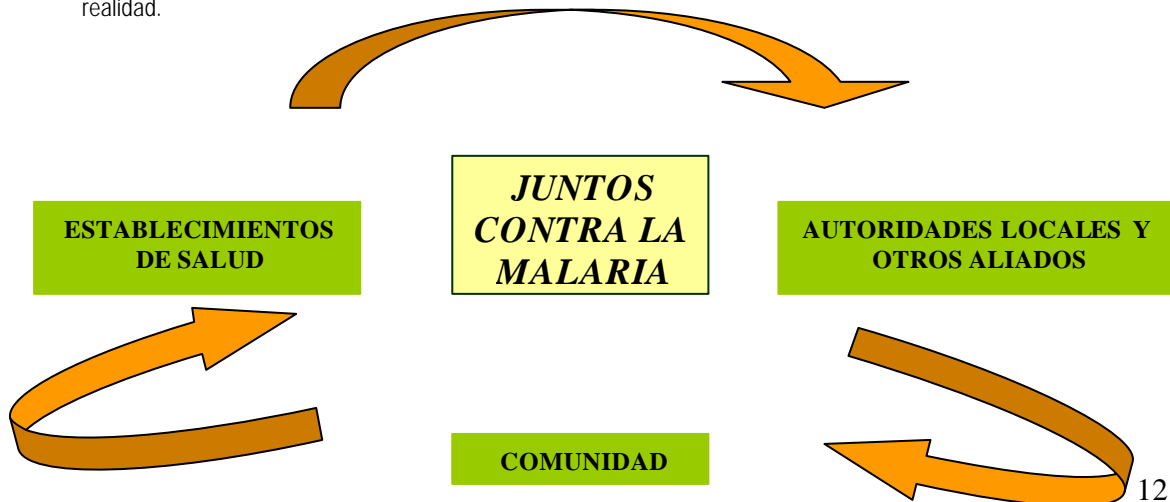 realidad.
JUNTOS
CONTRA LA
MALARIA
ESTABLECIMIENTOS
DE SALUD
AUTORIDADES LOCALES Y
OTROS ALIADOS
COMUNIDAD
12